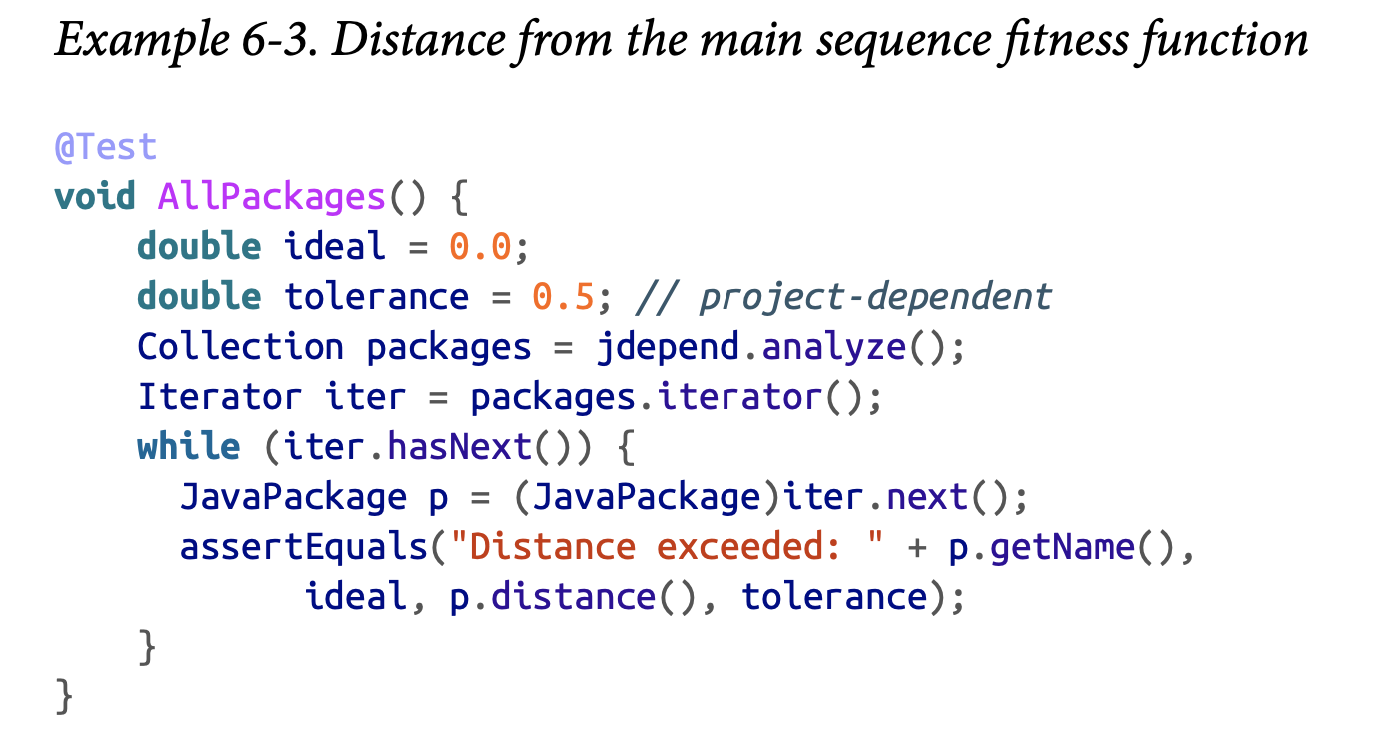 Example 6-3. Distance from the main sequence fitness function
@Test
void AllPackages() {
    double ideal = 0.0;
    double tolerance = 0.5; // project-dependent
    Collection packages = jdepend.analyze();
    Iterator iter = packages.iterator();
    while (iter.hasNext()) {
      JavaPackage p = (JavaPackage)iter.next();
      assertEquals("Distance exceeded: " + p.getName(),
            ideal, p.distance(), tolerance);
    }
}